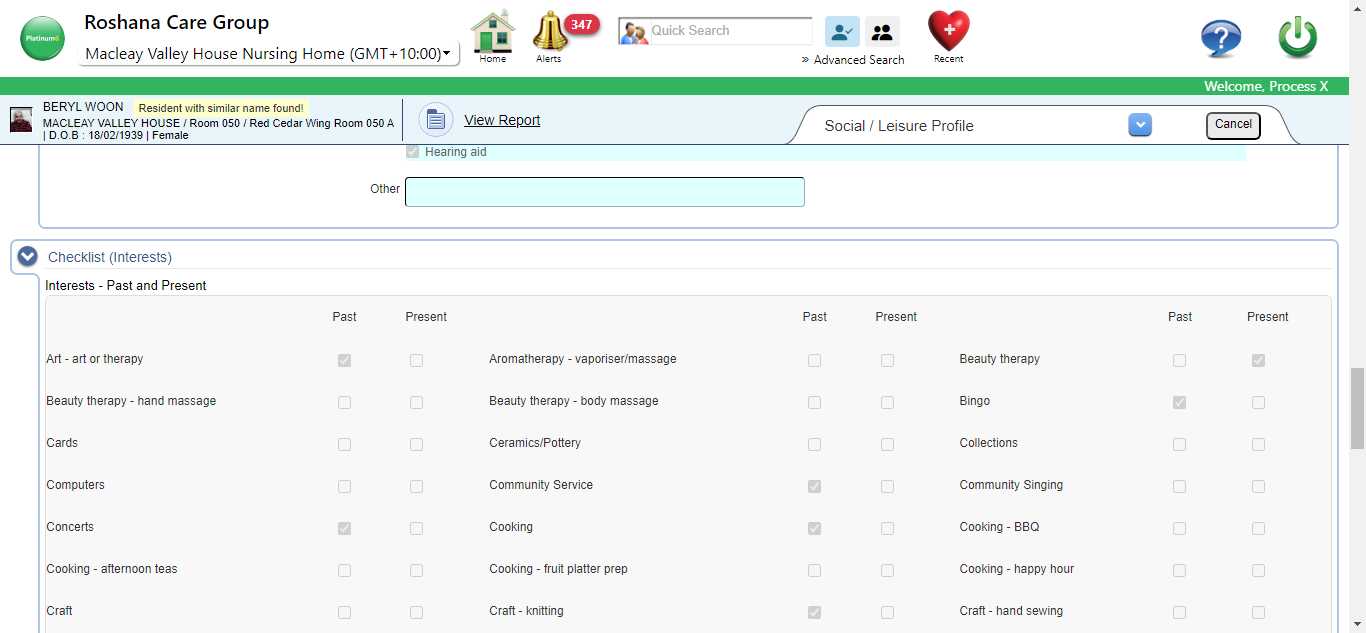 Platinum6
Roshana Care Group
Macleay Valley House Nursing Home (GMT+10:00)
Home
347
Alerts
Quick Search
» Advanced Search
Recent
Welcome, Process X
BERYL WOON Resident with similar name found!
MACLEAY VALLEY HOUSE / Room 050 / Red Cedar Wing Room 050 A
| D.O.B : 18/02/1939 | Female
View Report
Social / Leisure Profile
Cancel
Hearing aid
Other
Checklist (Interests)
Interests - Past and Present
Past Present Past Present Past Present
Art - art or therapy Aromatherapy - vaporiser/massage Beauty therapy
Beauty therapy - hand massage Beauty therapy - body massage Bingo
Cards Ceramics/Pottery Collections
Computers Community Service Community Singing
Concerts Cooking Cooking - BBQ
Cooking - afternoon teas Cooking - fruit platter prep Cooking - happy hour
Craft Craft - knitting Craft - hand sewing